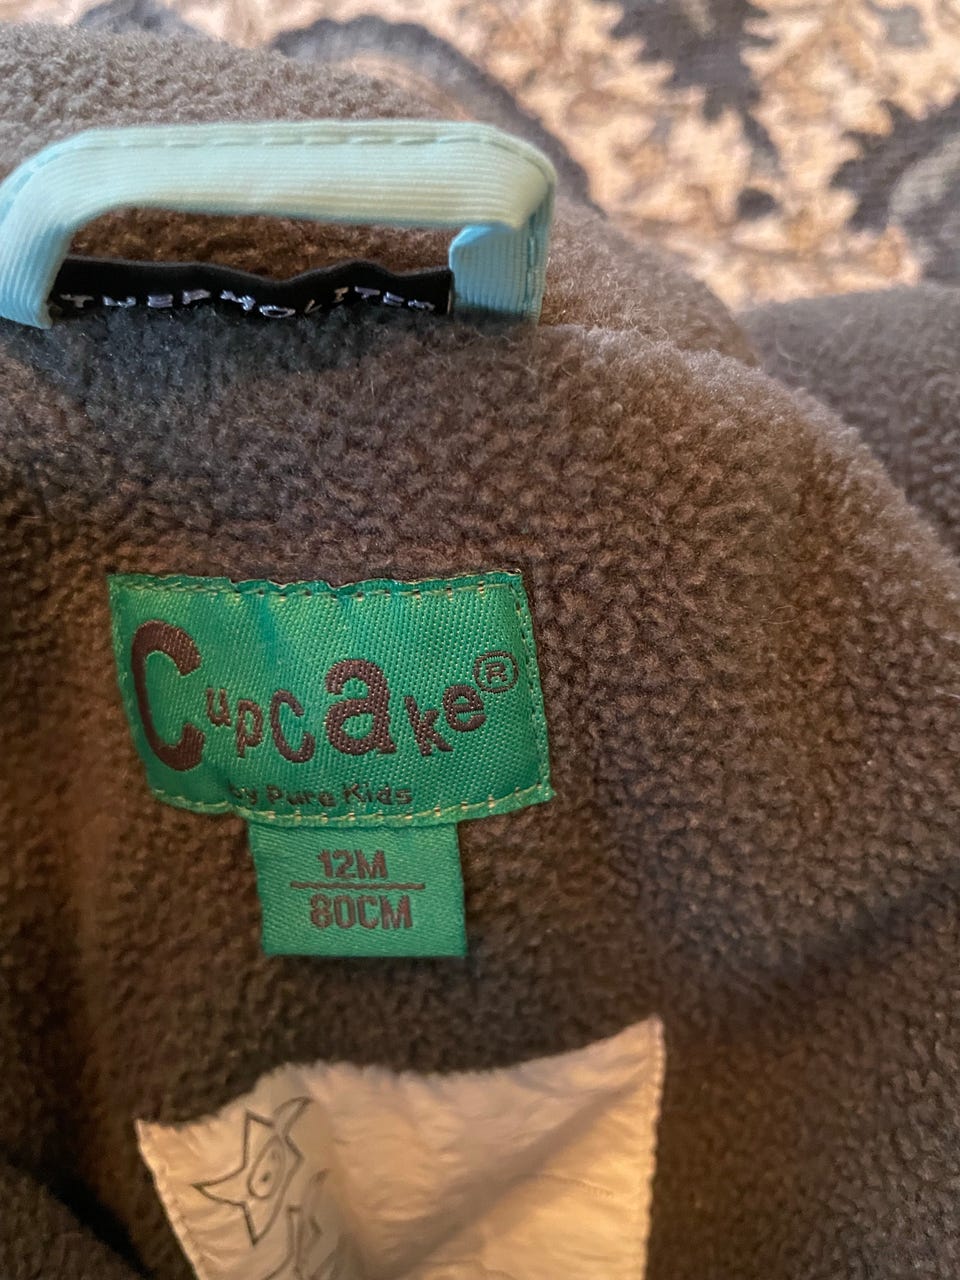 THERMOLITE®
Cupcake®
by Pure Kids
12M
80CM